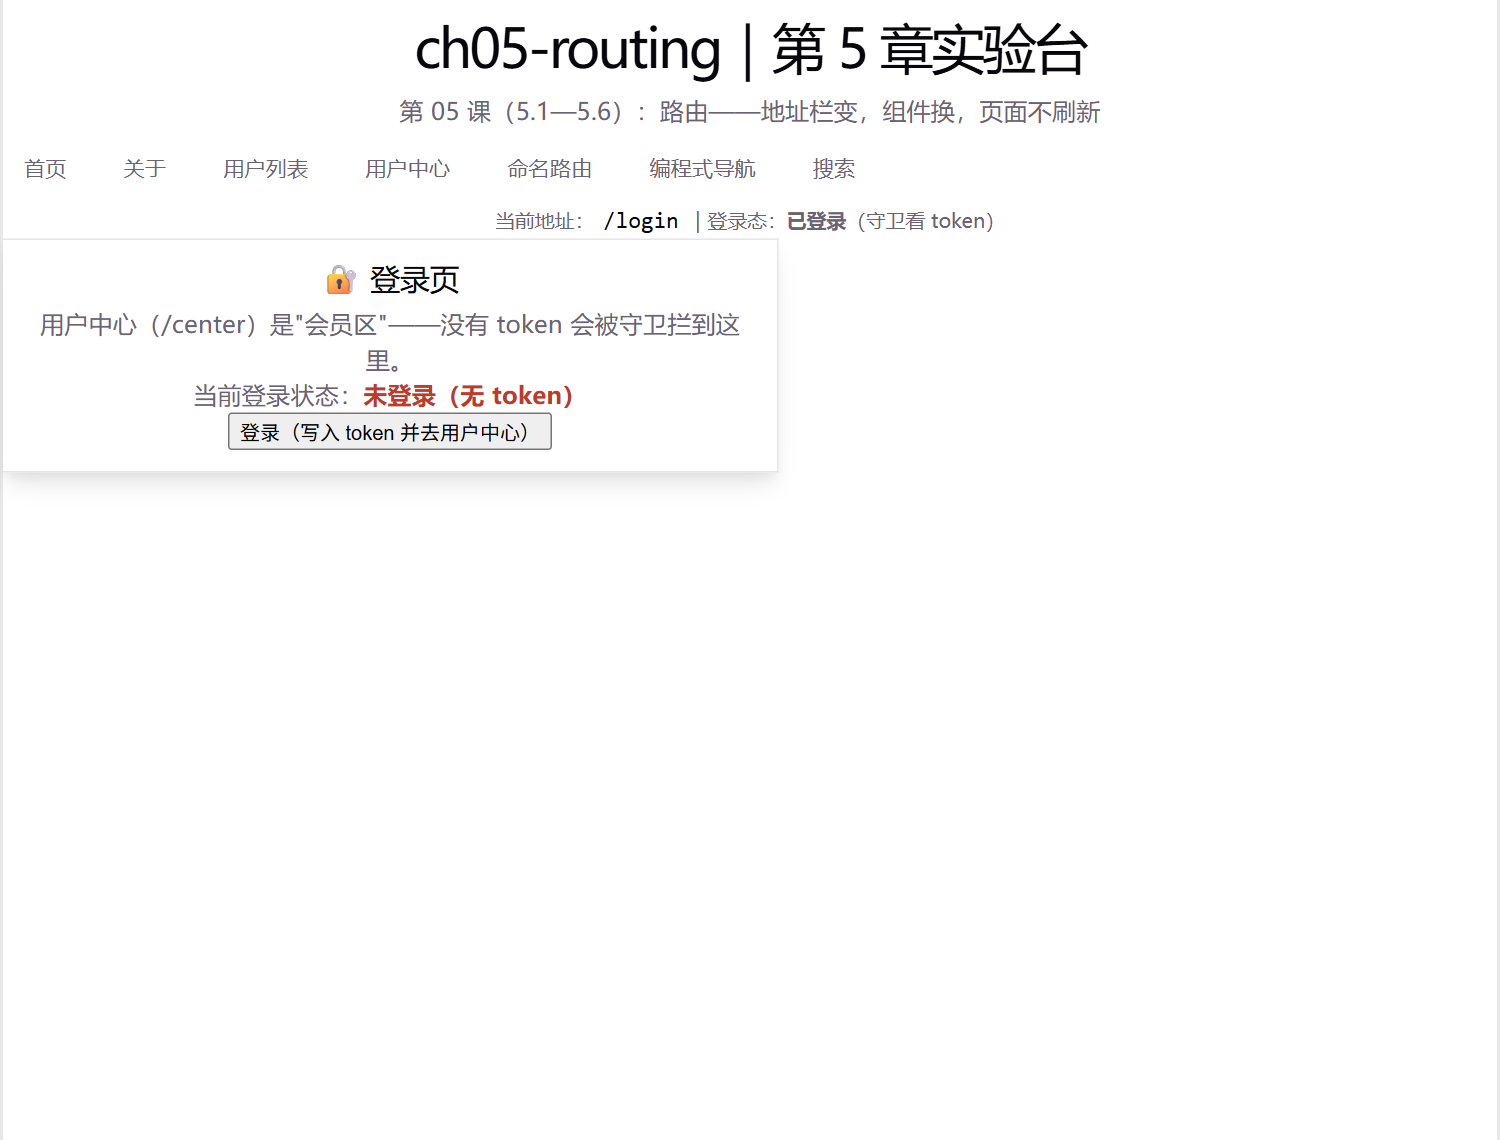 ch05-routing｜第 5 章实验台
第 05 课（5.1—5.6）：路由——地址栏变，组件换，页面不刷新
首页 关于 用户列表 用户中心 命名路由 编程式导航 搜索
当前地址： /login ｜登录态：已登录（守卫看 token）
🔐 登录页
用户中心（/center）是"会员区"——没有 token 会被守卫拦到这
里。
当前登录状态：未登录（无 token）
登录（写入 token 并去用户中心）